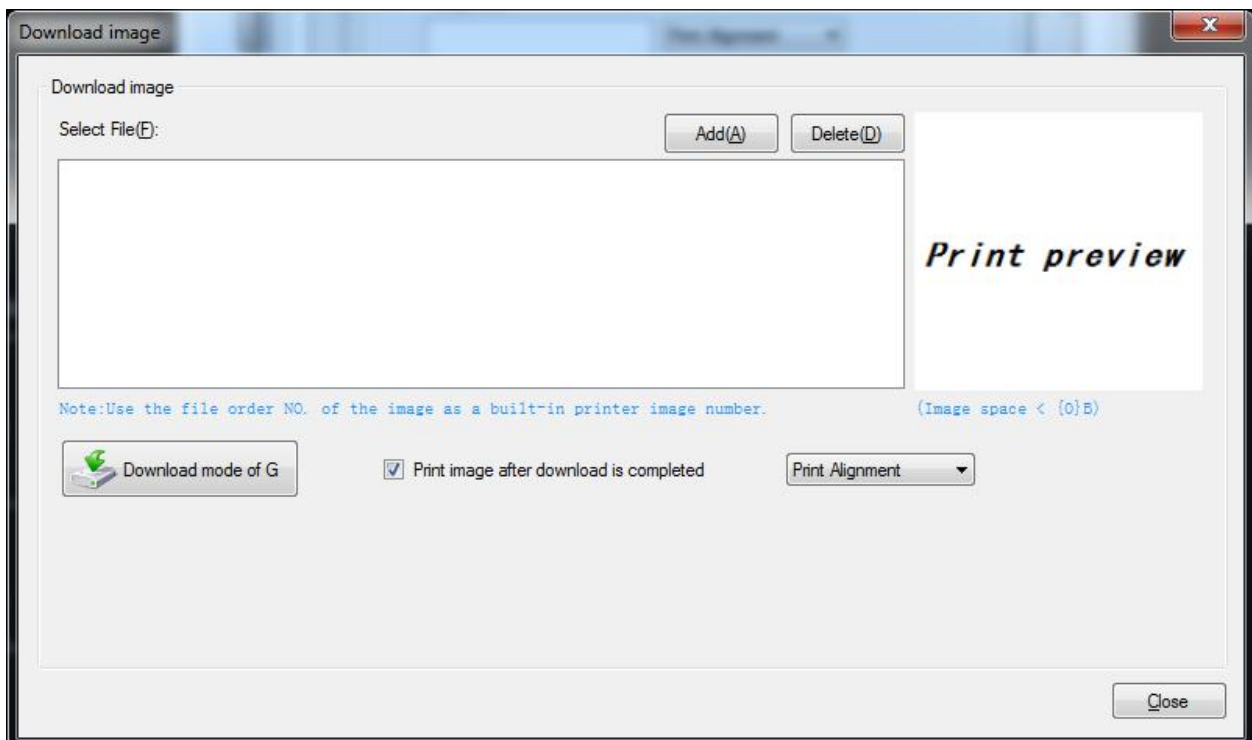 Download image
Download image
Select File(F):
Add(A)
Delete(D)
Print preview
Note:Use the file order NO. of the image as a built-in printer image number.
(Image space < {0}B)
Download mode of G
Print image after download is completed
Print Alignment
Close